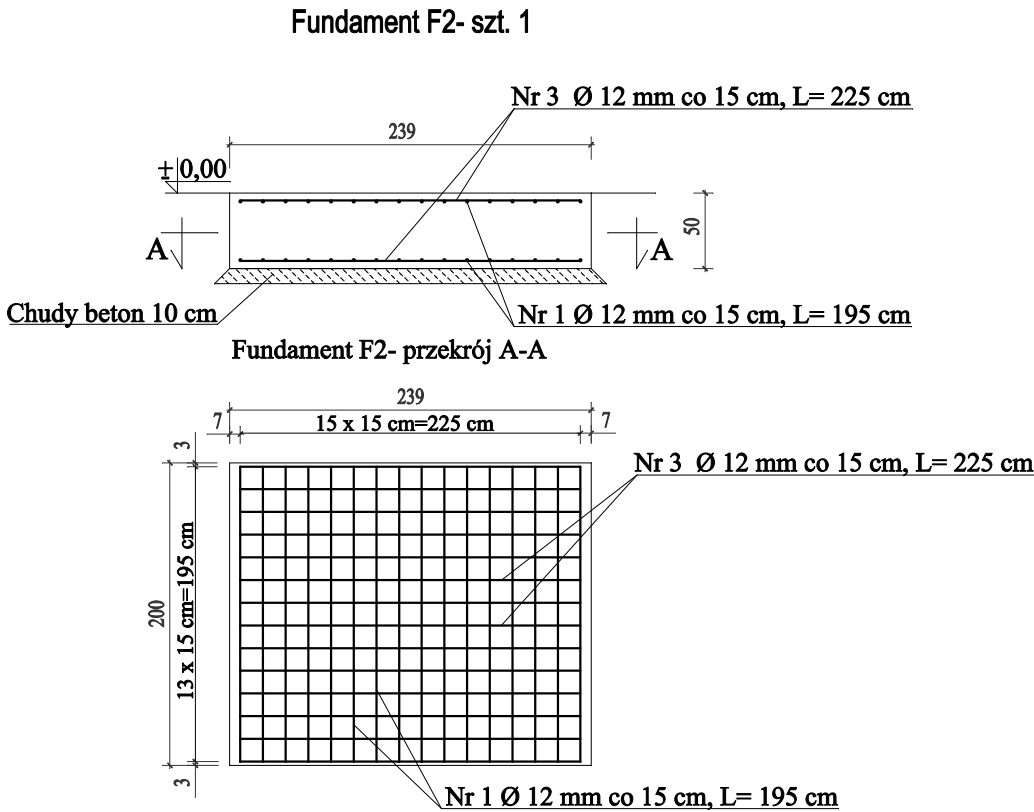 Fundament F2- szt. 1
Nr 3 Ø 12 mm co 15 cm, L= 225 cm
239
± 0,00
50
A
A
Chudy beton 10 cm
Nr 1 Ø 12 mm co 15 cm, L= 195 cm
Fundament F2- przekrój A-A
239
7
15 x 15 cm=225 cm
7
3
Nr 3 Ø 12 mm co 15 cm, L= 225 cm
200
13 x 15 cm=195 cm
3
Nr 1 Ø 12 mm co 15 cm, L= 195 cm